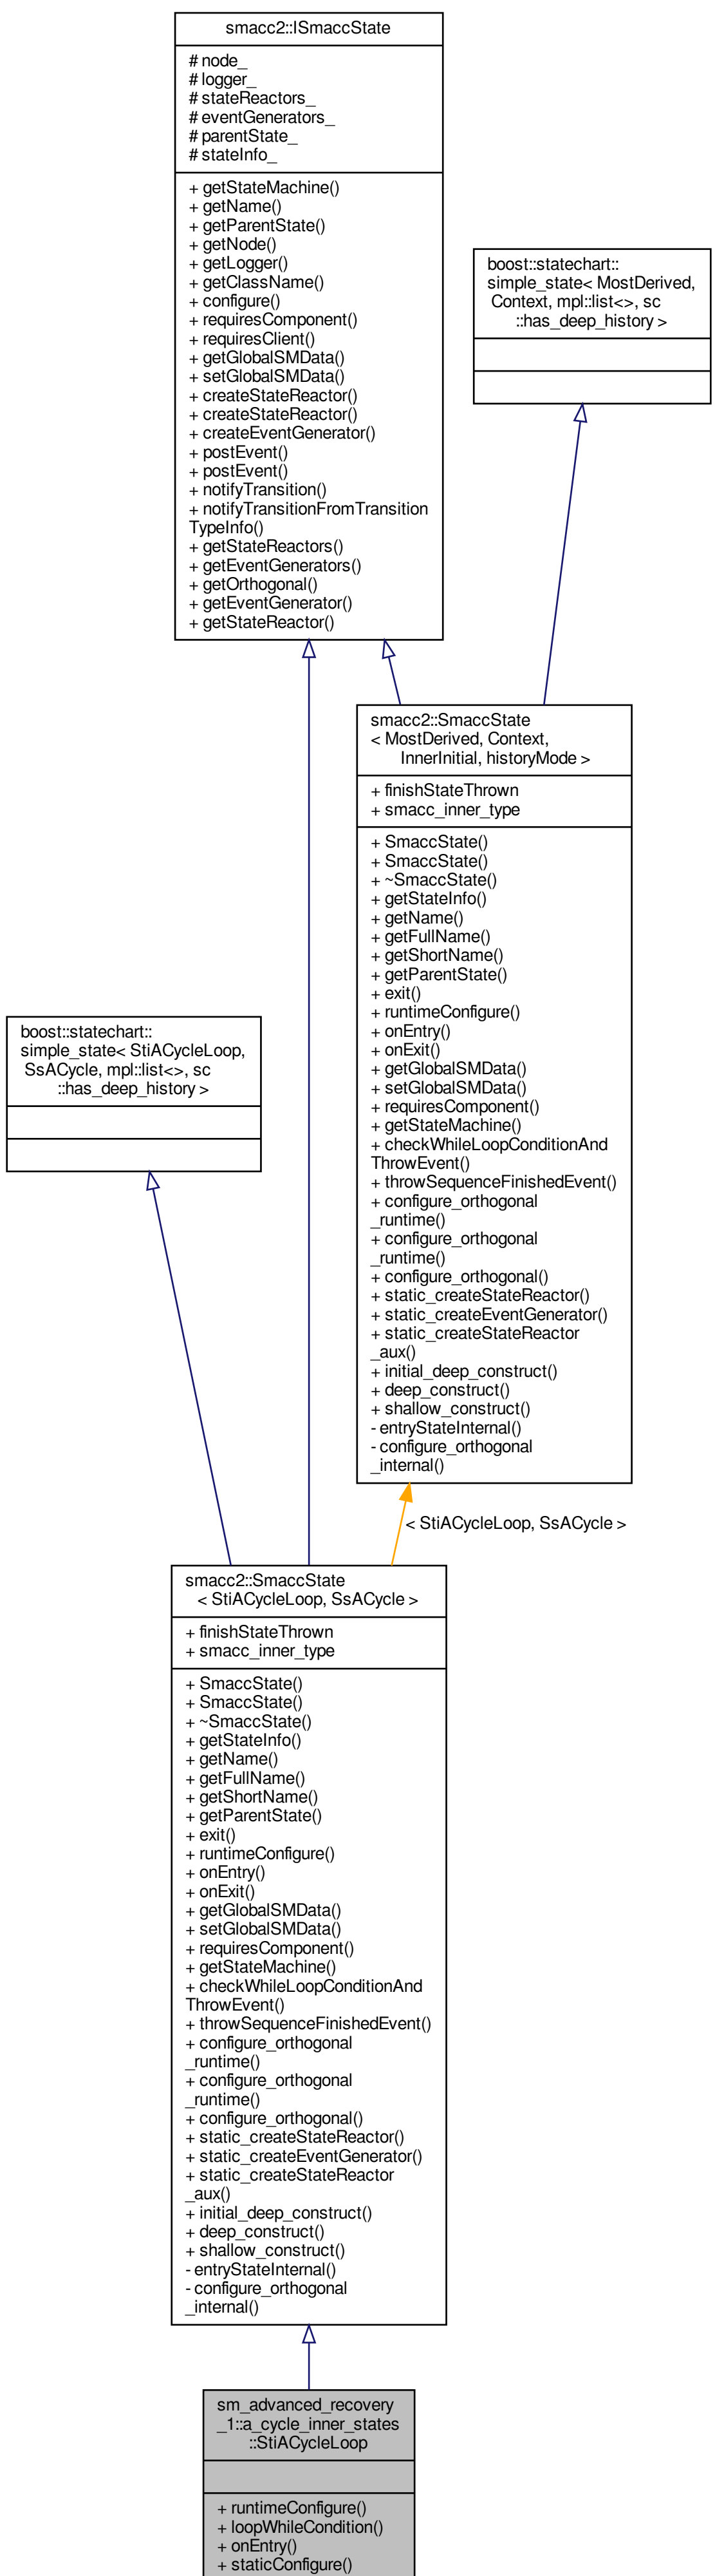 smacc2::ISmaccState
# node_
# logger_
# stateReactors_
# eventGenerators_
# parentState_
# stateInfo_
+ getStateMachine()
+ getName()
+ getParentState()
+ getNode()
+ getLogger()
+ getClassName()
+ configure()
+ requiresComponent()
+ requiresClient()
+ getGlobalSMData()
+ setGlobalSMData()
+ createStateReactor()
+ createStateReactor()
+ createEventGenerator()
+ postEvent()
+ postEvent()
+ notifyTransition()
+ notifyTransitionFromTransition
TypeInfo()
+ getStateReactors()
+ getEventGenerators()
+ getOrthogonal()
+ getEventGenerator()
+ getStateReactor()
boost::statechart::
simple_state< MostDerived,
Context, mpl::list<>, sc
::has_deep_history >
smacc2::SmaccState
< MostDerived, Context,
InnerInitial, historyMode >
+ finishStateThrown
+ smacc_inner_type
+ SmaccState()
+ SmaccState()
+ ~SmaccState()
+ getStateInfo()
+ getName()
+ getFullName()
+ getShortName()
+ getParentState()
+ exit()
+ runtimeConfigure()
+ onEntry()
+ onExit()
+ getGlobalSMData()
+ setGlobalSMData()
+ requiresComponent()
+ getStateMachine()
+ checkWhileLoopConditionAnd
ThrowEvent()
+ throwSequenceFinishedEvent()
+ configure_orthogonal
_runtime()
+ configure_orthogonal
_runtime()
+ configure_orthogonal()
+ static_createStateReactor()
+ static_createEventGenerator()
+ static_createStateReactor
_aux()
+ initial_deep_construct()
+ deep_construct()
+ shallow_construct()
- entryStateInternal()
- configure_orthogonal
_internal()
boost::statechart::
simple_state< StiACycleLoop,
SsACycle, mpl::list<>, sc
::has_deep_history >
< StiACycleLoop, SsACycle >
smacc2::SmaccState
< StiACycleLoop, SsACycle >
+ finishStateThrown
+ smacc_inner_type
+ SmaccState()
+ SmaccState()
+ ~SmaccState()
+ getStateInfo()
+ getName()
+ getFullName()
+ getShortName()
+ getParentState()
+ exit()
+ runtimeConfigure()
+ onEntry()
+ onExit()
+ getGlobalSMData()
+ setGlobalSMData()
+ requiresComponent()
+ getStateMachine()
+ checkWhileLoopConditionAnd
ThrowEvent()
+ throwSequenceFinishedEvent()
+ configure_orthogonal
_runtime()
+ configure_orthogonal
_runtime()
+ configure_orthogonal()
+ static_createStateReactor()
+ static_createEventGenerator()
+ static_createStateReactor
_aux()
+ initial_deep_construct()
+ deep_construct()
+ shallow_construct()
- entryStateInternal()
- configure_orthogonal
_internal()
sm_advanced_recovery
_1::a_cycle_inner_states
::StiACycleLoop
+ runtimeConfigure()
+ loopWhileCondition()
+ onEntry()
+ staticConfigure()